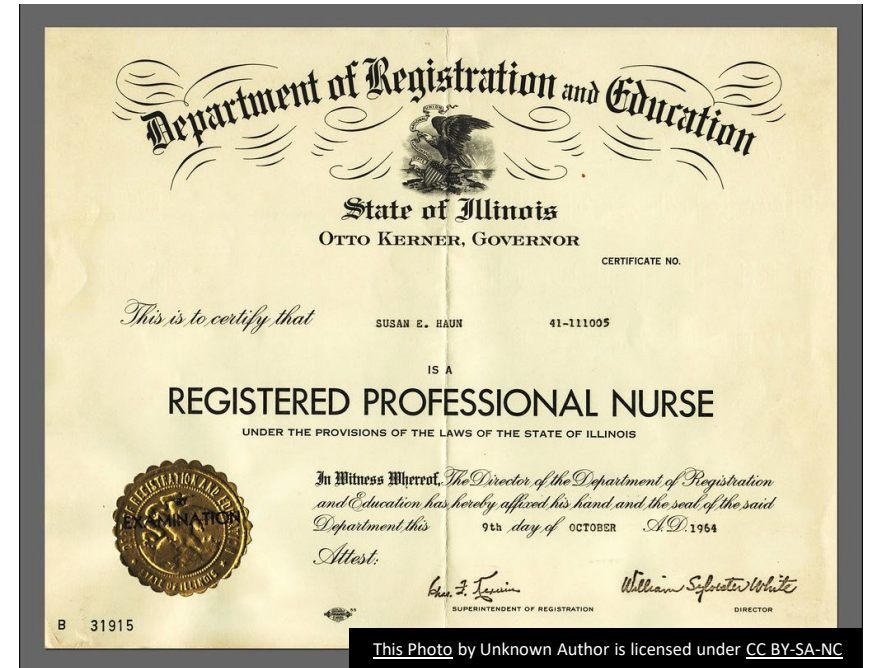 Department of Registration and Education
State of Illinois
OTTO KERNER, GOVERNOR
CERTIFICATE NO.
This is to certify that SUSAN E. HAUN 41-111005
IS A
REGISTERED PROFESSIONAL NURSE
UNDER THE PROVISIONS OF THE LAWS OF THE STATE OF ILLINOIS
In Witness Whereof, The Director of the Department of Registration
and Education has hereby affixed his hand and the seal of the said
Department this 9th day of OCTOBER A.D. 1964
Attest:
EXAMINATION
STATE OF ILLINOIS
William Sylvester White
SUPERINTENDENT OF REGISTRATION
DIRECTOR
B 31915
This Photo by Unknown Author is licensed under CC BY-SA-NC